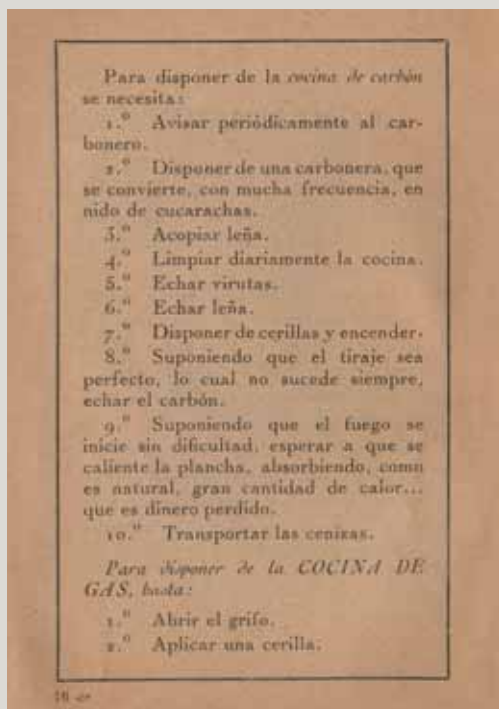 Para disponer de la cocina de carbón
se necesita:
1.º Avisar periódicamente al car-
bonero.
2.º Disponer de una carbonera, que
se convierte, con mucha frecuencia, en
nido de cucarachas.
3.º Acopiar leña.
4.º Limpiar diariamente la cocina.
5.º Echar virutas.
6.º Echar leña.
7.º Disponer de cerillas y encender.
8.º Suponiendo que el tiraje sea
perfecto, lo cual no sucede siempre,
echar el carbón.
9.º Suponiendo que el fuego se
inicie sin dificultad, esperar a que se
caliente la plancha, absorbiendo, como
es natural, gran cantidad de calor...
que es dinero perdido.
10.º Transportar las cenizas.
Para disponer de la COCINA DE
GAS, basta:
1.º Abrir el grifo.
2.º Aplicar una cerilla.